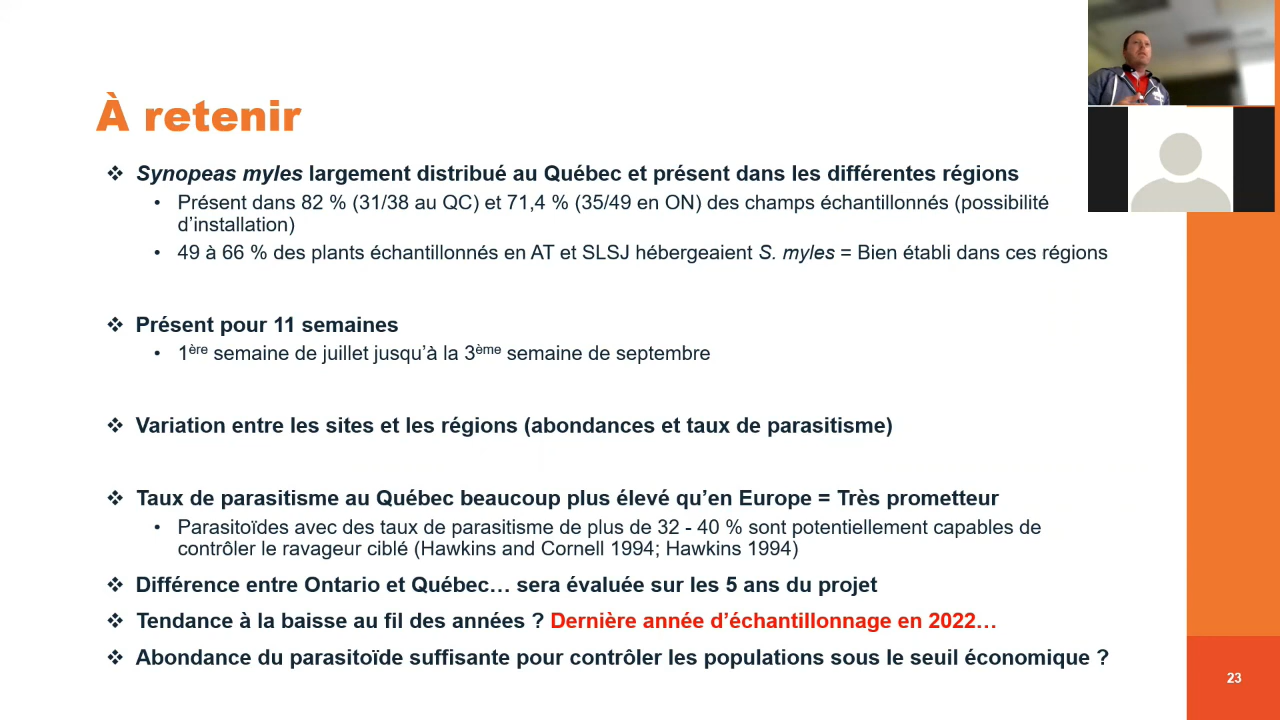 À retenir
❖ Synopeas myles largement distribué au Québec et présent dans les différentes régions
• Présent dans 82 % (31/38 au QC) et 71,4 % (35/49 en ON) des champs échantillonnés (possibilité
d’installation)
• 49 à 66 % des plants échantillonnés en AT et SLSJ hébergeaient S. myles = Bien établi dans ces régions
❖ Présent pour 11 semaines
• 1ère semaine de juillet jusqu’à la 3ème semaine de septembre
❖ Variation entre les sites et les régions (abondances et taux de parasitisme)
❖ Taux de parasitisme au Québec beaucoup plus élevé qu’en Europe = Très prometteur
• Parasitoïdes avec des taux de parasitisme de plus de 32 - 40 % sont potentiellement capables de
contrôler le ravageur ciblé (Hawkins and Cornell 1994; Hawkins 1994)
❖ Différence entre Ontario et Québec… sera évaluée sur les 5 ans du projet
❖ Tendance à la baisse au fil des années ? Dernière année d’échantillonnage en 2022…
❖ Abondance du parasitoïde suffisante pour contrôler les populations sous le seuil économique ?
23